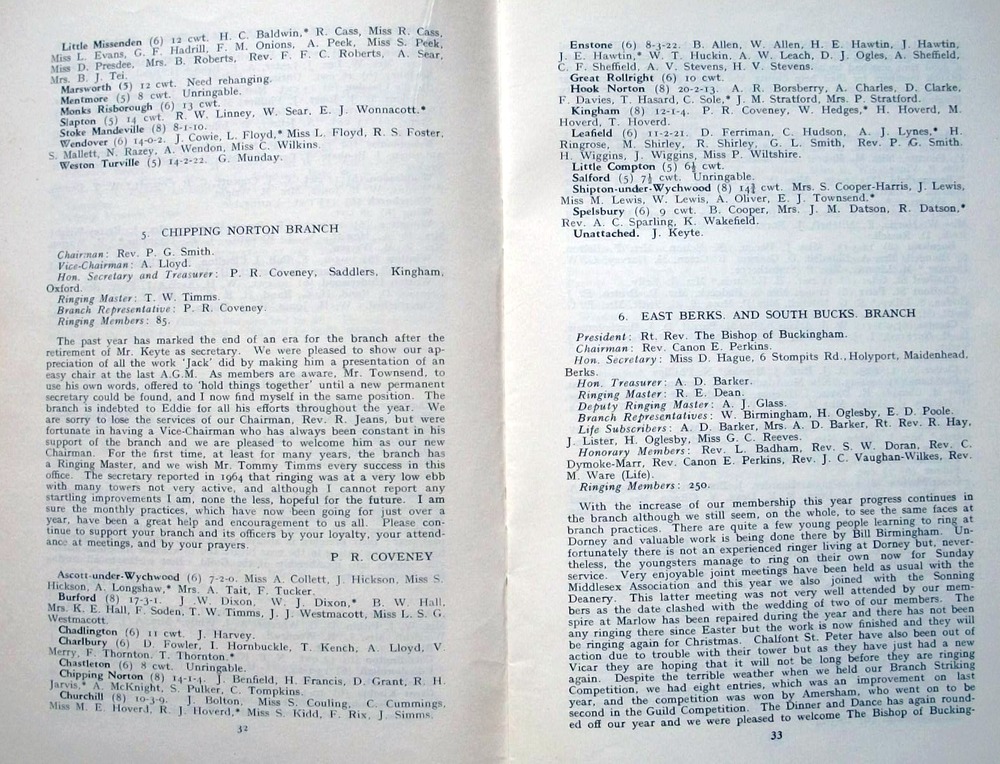 Little Missenden (6) 12 cwt. H. C. Baldwin,* R. Cass, Miss R. Cass,
Miss L. Evans, G. F. Hadrill, F. M. Onions, A. Peek, Miss S. Peek,
Miss D. Presdee, Mrs. B. Roberts, Rev. F. F. C. Roberts, A. Sear,
Mrs. B. J. Tei.
Marsworth (5) 12 cwt. Need rehanging.
Mentmore (5) 8 cwt. Unringable.
Monks Risborough (6) 13 cwt.
Slapton (5) 14 cwt. R. W. Linney, W. Sear, E. J. Wonnacott.*
Stoke Mandeville (8) 8-1-10.
Wendover (6) 14-0-2. J. Cowie, L. Floyd,* Miss L. Floyd, R. S. Foster,
S. Mallett, N. Razey, A. Wendon, Miss C. Wilkins.
Weston Turville (5) 14-2-22. G. Munday.
5. CHIPPING NORTON BRANCH
Chairman: Rev. P. G. Smith.
Vice-Chairman: A. Lloyd.
Hon. Secretary and Treasurer: P. R. Coveney, Saddlers, Kingham,
Oxford.
Ringing Master: T. W. Timms.
Branch Representative: P. R. Coveney.
Ringing Members: 85.
The past year has marked the end of an era for the branch after the
retirement of Mr. Keyte as secretary. We were pleased to show our ap-
preciation of all the work 'Jack' did by making him a presentation of an
easy chair at the last A.G.M. As members are aware, Mr. Townsend, to
use his own words, offered to 'hold things together' until a new permanent
secretary could be found, and I now find myself in the same position. The
branch is indebted to Eddie for all his efforts throughout the year. We
are sorry to lose the services of our Chairman, Rev. R. Jeans, but were
fortunate in having a Vice-Chairman who has always been constant in his
support of the branch and we are pleased to welcome him as our new
Chairman. For the first time, at least for many years, the branch has
a Ringing Master, and we wish Mr. Tommy Timms every success in this
office. The secretary reported in 1964 that ringing was at a very low ebb
with many towers not very active, and although I cannot report any
startling improvements I am, none the less, hopeful for the future. I am
sure the monthly practices, which have now been going for just over a
year, have been a great help and encouragement to us all. Please con-
tinue to support your branch and its officers by your loyalty, your attend-
ance at meetings, and by your prayers.
P. R. COVENEY
Ascott-under-Wychwood (6) 7-2-0. Miss A. Collett, J. Hickson, Miss S.
Hickson, A. Longshaw,* Mrs. A. Tait, F. Tucker.
Burford (8) 17-3-1. J. W. Dixon, W. J. Dixon,* B. W. Hall,
Mrs. K. E. Hall, F. Soden, T. W. Timms, J. J. Westmacott, Miss L. S. G.
Westmacott.
Chadlington (6) 11 cwt. J. Harvey.
Charlbury (6) D. Fowler, I. Hornbuckle, T. Kench, A. Lloyd, V.
Merry, F. Thornton, T. Thornton.*
Chastleton (6) 8 cwt. Unringable.
Chipping Norton (8) 14-1-4. J. Benfield, H. Francis, D. Grant, R. H.
Jarvis,* A. McKnight, S. Pulker, C. Tompkins.
Churchill (8) 10-3-9. J. Bolton, Miss S. Couling, C. Cummings,
Miss M. E. Hoverd, R. J. Hoverd,* Miss S. Kidd, F. Rix, J. Simms.
32
Enstone (6) 8-3-22. B. Allen, W. Allen, H. E. Hawtin, J. Hawtin,
J. E. Hawtin,* W. T. Huckin, A. W. Leach, D. J. Ogles, A. Sheffield,
C. F. Sheffield, A. V. Stevens, H. V. Stevens.
Great Rollright (6) 10 cwt.
Hook Norton (8) 20-2-13. A. R. Borsberry, A. Charles, D. Clarke,
F. Davies, T. Hasard, C. Sole,* J. M. Stratford, Mrs. P. Stratford.
Kingham (8) 12-1-4. P. R. Coveney, W. Hedges,* H. Hoverd, M.
Hoverd, T. Hoverd.
Leafield (6) 11-2-21. D. Ferriman, C. Hudson, A. J. Lynes,* H.
Ringrose, M. Shirley, R. Shirley, G. L. Smith, Rev. P. G. Smith.
H. Wiggins, J. Wiggins, Miss P. Wiltshire.
Little Compton (5) 6½ cwt.
Salford (5) 7½ cwt. Unringable.
Shipton-under-Wychwood (8) 14¾ cwt. Mrs. S. Cooper-Harris, J. Lewis,
Miss M. Lewis, W. Lewis, A. Oliver, E. J. Townsend.*
Spelsbury (6) 9 cwt. B. Cooper, Mrs. J. M. Datson, R. Datson,*
Rev. A. C. Sparling, K. Wakefield.
Unattached. J. Keyte.
6. EAST BERKS. AND SOUTH BUCKS. BRANCH
President: Rt. Rev. The Bishop of Buckingham.
Chairman: Rev. Canon E. Perkins.
Hon. Secretary: Miss D. Hague, 6 Stompits Rd., Holyport, Maidenhead,
Berks.
Hon. Treasurer: A. D. Barker.
Ringing Master: R. E. Dean.
Deputy Ringing Master: A. J. Glass.
Branch Representatives: W. Birmingham, H. Oglesby, E. D. Poole.
Life Subscribers: A. D. Barker, Mrs. A. D. Barker, Rt. Rev. R. Hay,
J. Lister, H. Oglesby, Miss G. C. Reeves.
Honorary Members: Rev. L. Badham, Rev. S. W. Doran, Rev. C.
Dymoke-Marr, Rev. Canon E. Perkins, Rev. J. C. Vaughan-Wilkes, Rev.
M. Ware (Life).
Ringing Members: 250.
With the increase of our membership this year progress continues in
the branch although we still seem, on the whole, to see the same faces at
branch practices. There are quite a few young people learning to ring at
Dorney and valuable work is being done there by Bill Birmingham. Un-
fortunately there is not an experienced ringer living at Dorney but, never-
theless, the youngsters manage to ring on their own now for Sunday
service. Very enjoyable joint meetings have been held as usual with the
Middlesex Association and this year we also joined with the Sonning
Deanery. This latter meeting was not very well attended by our mem-
bers as the date clashed with the wedding of two of our members. The
spire at Marlow has been repaired during the year and there has not been
any ringing there since Easter but the work is now finished and they will
be ringing again for Christmas. Chalfont St. Peter have also been out of
action due to trouble with their tower but as they have just had a new
Vicar they are hoping that it will not be long before they are ringing
again. Despite the terrible weather when we held our Branch Striking
Competition, we had eight entries, which was an improvement on last
year, and the competition was won by Amersham, who went on to be
second in the Guild Competition. The Dinner and Dance has again round-
ed off our year and we were pleased to welcome The Bishop of Bucking-
33